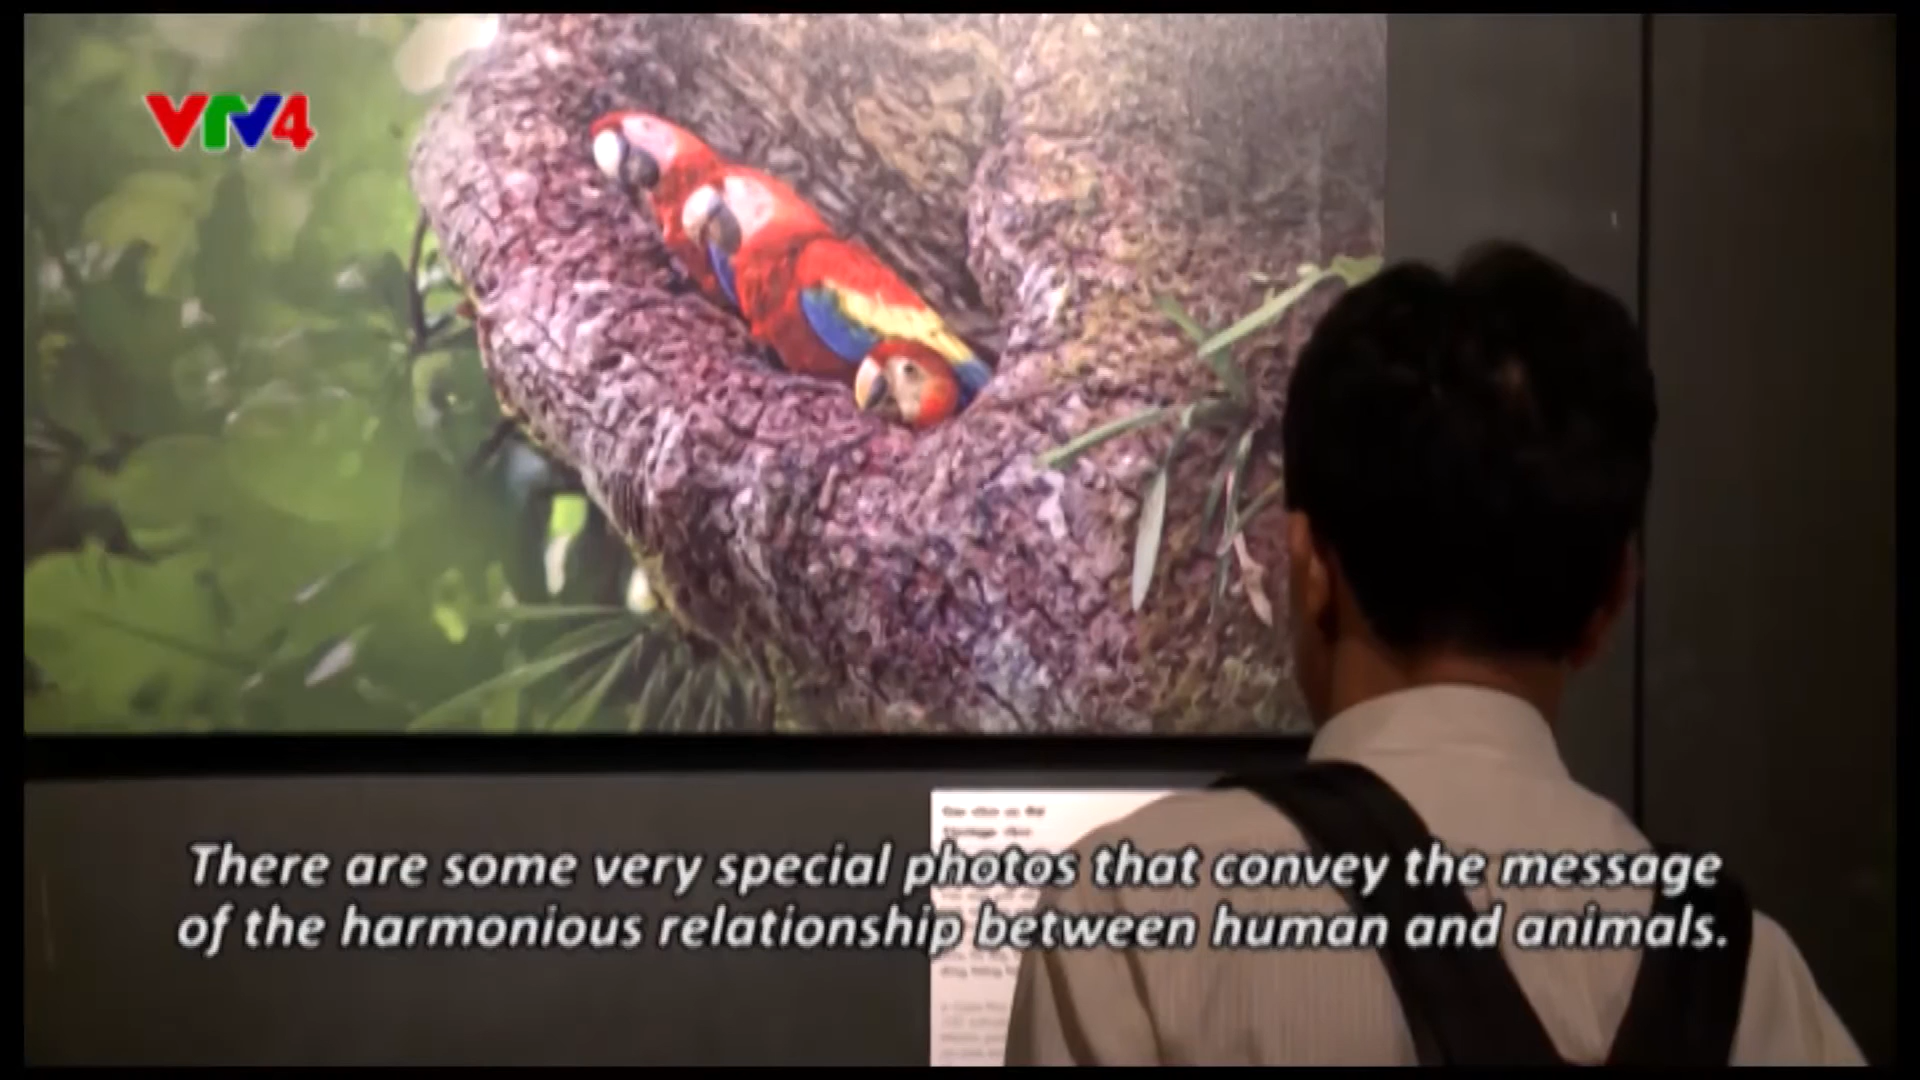 VTV4
There are some very special photos that convey the message
of the harmonious relationship between human and animals.